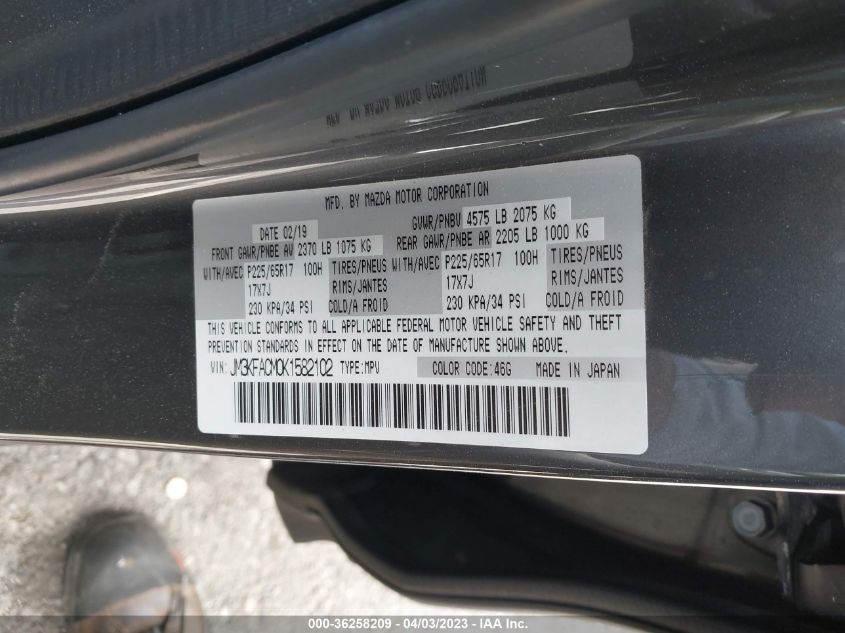 MFD. BY MAZDA MOTOR CORPORATION
DATE 02/19 GVWR/PNBV 4575 LB 2075 KG
FRONT GAWR/PNBE AV 2370 LB 1075 KG REAR GAWR/PNBE AR 2205 LB 1000 KG
WITH/AVEC P225/65R17 100H TIRES/PNEUS WITH/AVEC P225/65R17 100H TIRES/PNEUS
17X7J RIMS/JANTES 17X7J RIMS/JANTES
230 KPA/34 PSI COLD/A FROID 230 KPA/34 PSI COLD/A FROID
THIS VEHICLE CONFORMS TO ALL APPLICABLE FEDERAL MOTOR VEHICLE SAFETY AND THEFT
PREVENTION STANDARDS IN EFFECT ON THE DATE OF MANUFACTURE SHOWN ABOVE.
VIN: JM3KFACM0K1582102 TYPE:MPV COLOR CODE:46G MADE IN JAPAN
000-36258209 - 04/03/2023 - IAA Inc.